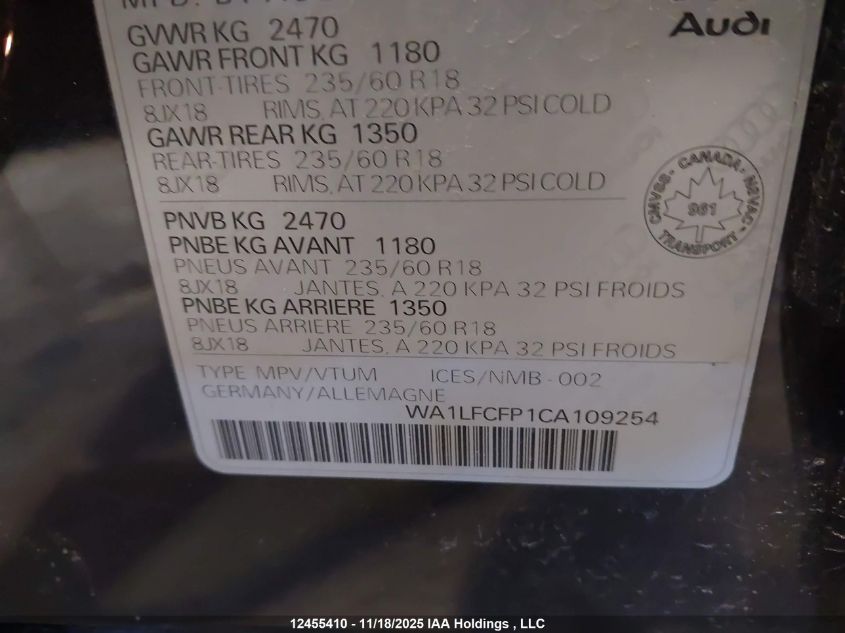 Audi
GVWR KG 2470
GAWR FRONT KG 1180
FRONT-TIRES 235/60 R18
8JX18 RIMS, AT 220 KPA 32 PSI COLD
GAWR REAR KG 1350
REAR-TIRES 235/60 R18
8JX18 RIMS, AT 220 KPA 32 PSI COLD
CMVSS - CANADA - NSVAC
961
TRANSPORT
PNVB KG 2470
PNBE KG AVANT 1180
PNEUS AVANT 235/60 R18
8JX18 JANTES, A 220 KPA 32 PSI FROIDS
PNBE KG ARRIERE 1350
PNEUS ARRIERE 235/60 R18
8JX18 JANTES, A 220 KPA 32 PSI FROIDS
TYPE MPV/VTUM ICES/NMB-002
GERMANY/ALLEMAGNE
WA1LFCFP1CA109254
12455410 - 11/18/2025 IAA Holdings , LLC